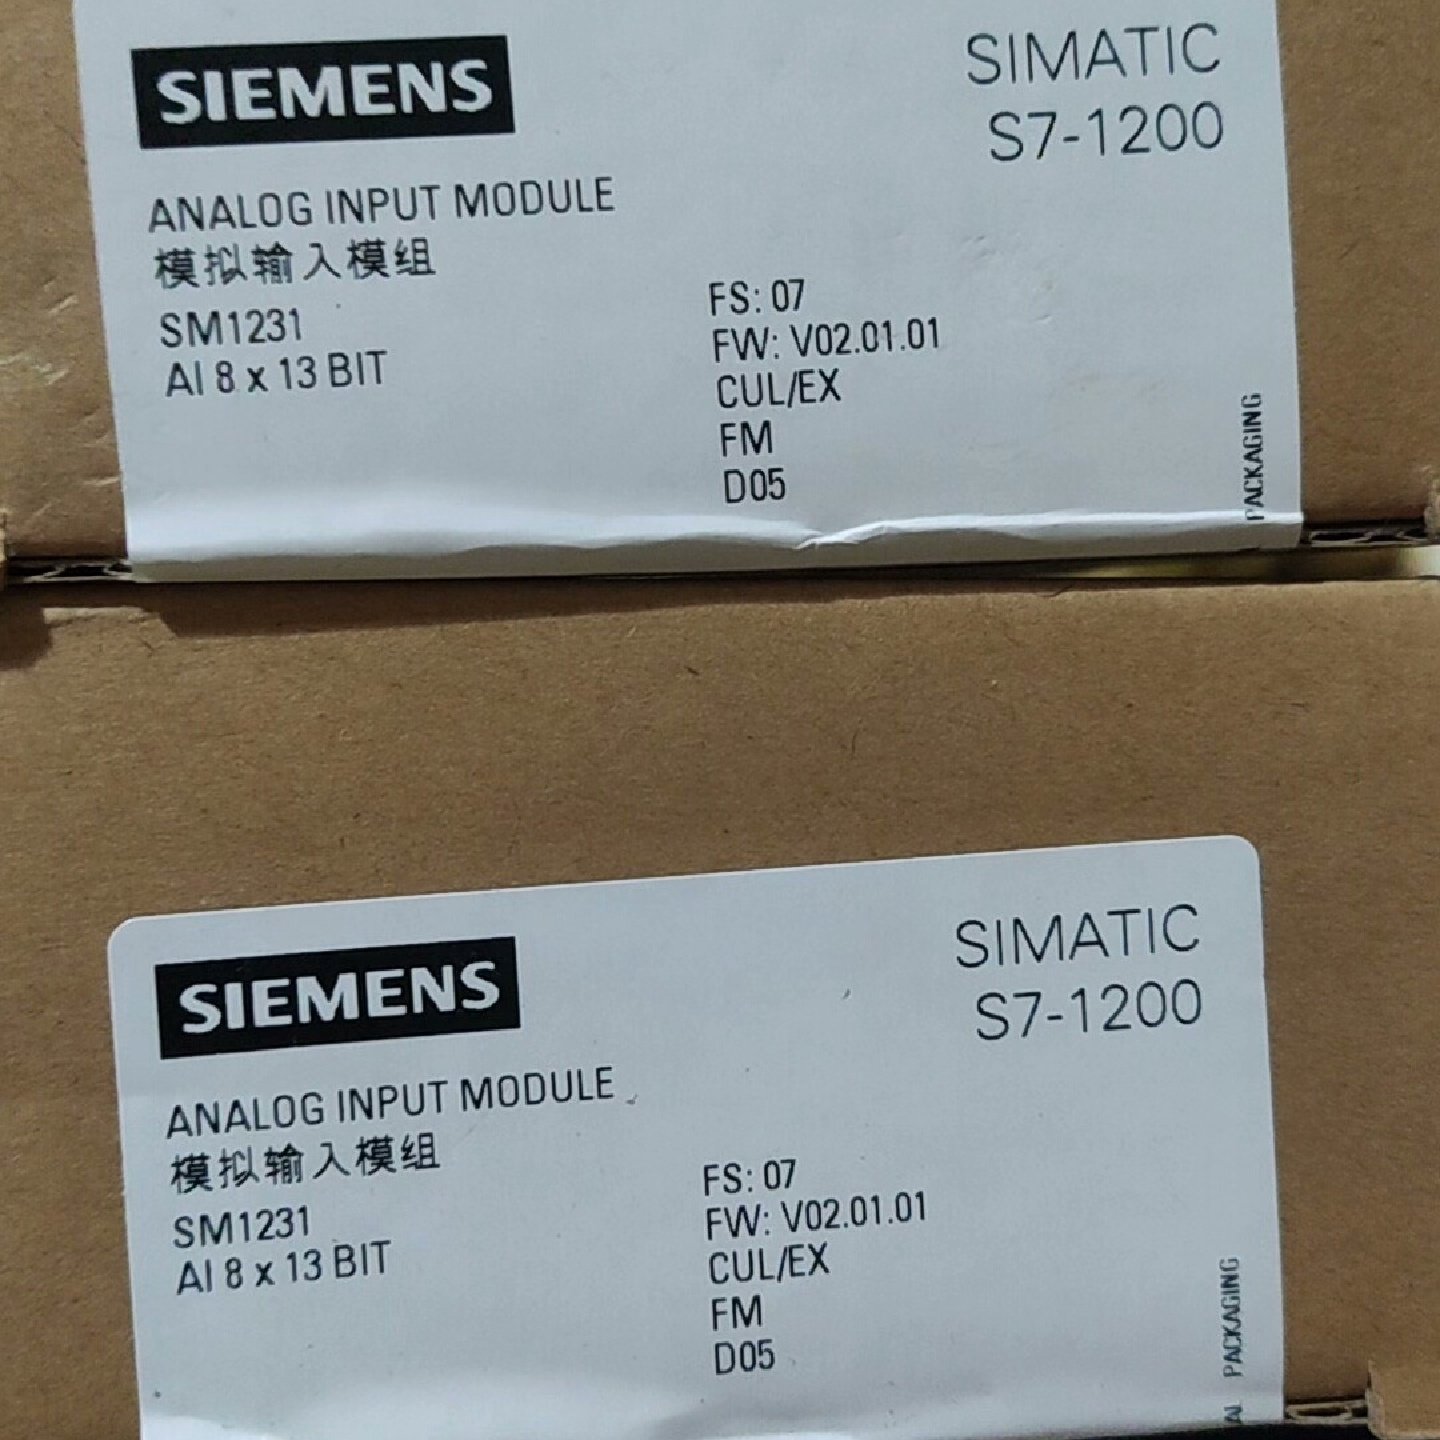 SIEMENS
SIMATIC
S7-1200
ANALOG INPUT MODULE
模拟输入模组
SM1231
AI 8 x 13 BIT
FS: 07
FW: V02.01.01
CUL/EX
FM
D05
PACKAGING
SIEMENS
SIMATIC
S7-1200
ANALOG INPUT MODULE
模拟输入模组
SM1231
AI 8 x 13 BIT
FS: 07
FW: V02.01.01
CUL/EX
FM
D05
PACKAGING